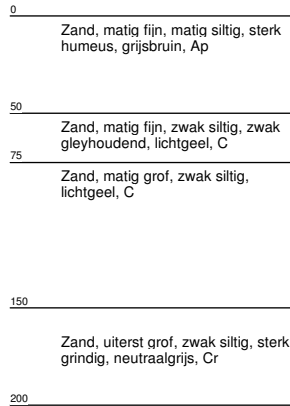 0
Zand, matig fijn, matig siltig, sterk
humeus, grijsbruin, Ap
50
Zand, matig fijn, zwak siltig, zwak
gleyhoudend, lichtgeel, C
75
Zand, matig grof, zwak siltig,
lichtgeel, C
150
Zand, uiterst grof, zwak siltig, sterk
grindig, neutraalgrijs, Cr
200